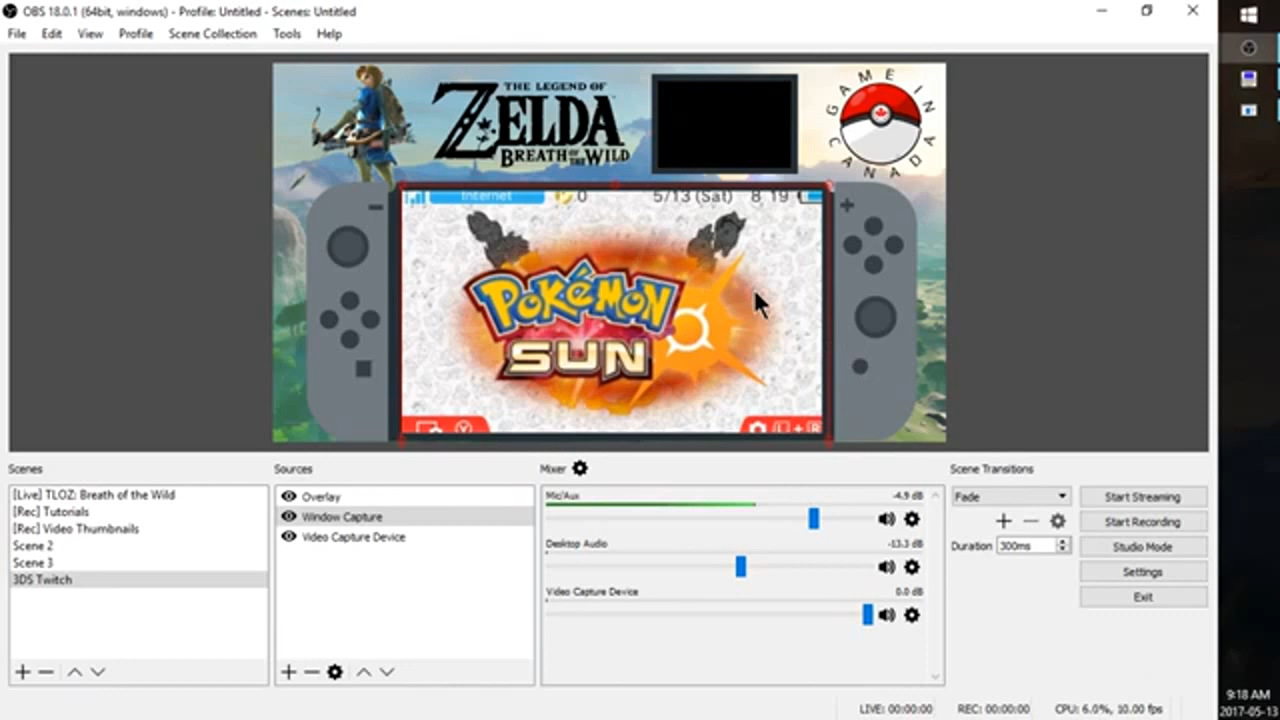 OBS 18.0.1 (64bit, windows) - Profile: Untitled - Scenes: Untitled
File Edit View Profile Scene Collection Tools Help
THE LEGEND OF
ZELDA
BREATH OF THE WILD
GAME IN CANADA
Internet 0 5/13 (Sat) 8 19
POKéMON
SUN
Y L + R
Scenes
[Live] TLOZ: Breath of the Wild
[Rec] Tutorials
[Rec] Video Thumbnails
Scene 2
Scene 3
3DS Twitch
Sources
Overlay
Window Capture
Video Capture Device
Mixer
Mic/Aux -4.9 dB
Desktop Audio -13.3 dB
Video Capture Device 0.0 dB
Scene Transitions
Fade
Duration 300ms
Start Streaming
Start Recording
Studio Mode
Settings
Exit
LIVE: 00:00:00 REC: 00:00:00 CPU: 6.0%, 10.00 fps
9:18 AM
2017-05-13